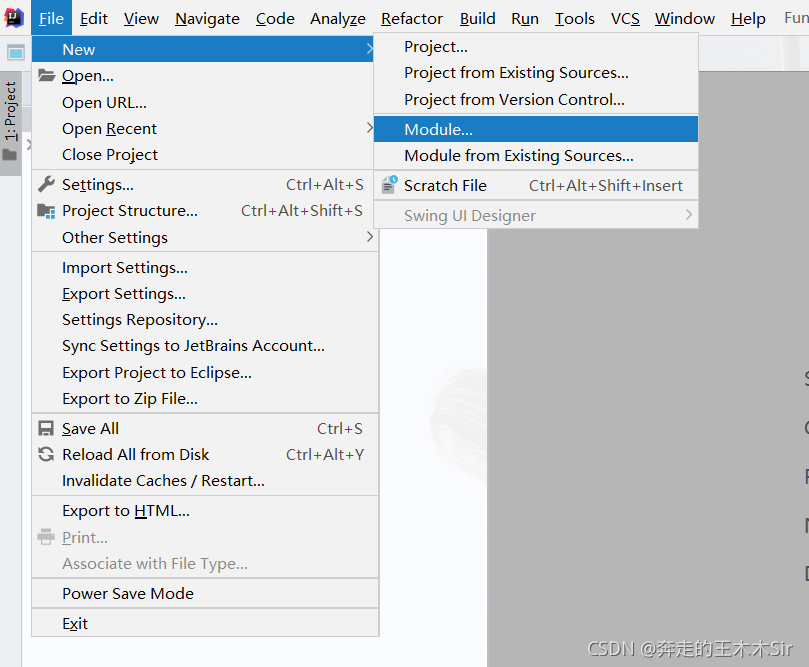 File Edit View Navigate Code Analyze Refactor Build Run Tools VCS Window Help Fun
1: Project
New
Open...
Open URL...
Open Recent
Close Project
Settings... Ctrl+Alt+S
Project Structure... Ctrl+Alt+Shift+S
Other Settings
Import Settings...
Export Settings...
Settings Repository...
Sync Settings to JetBrains Account...
Export Project to Eclipse...
Export to Zip File...
Save All Ctrl+S
Reload All from Disk Ctrl+Alt+Y
Invalidate Caches / Restart...
Export to HTML...
Print...
Associate with File Type...
Power Save Mode
Exit
Project...
Project from Existing Sources...
Project from Version Control...
Module...
Module from Existing Sources...
Scratch File Ctrl+Alt+Shift+Insert
Swing UI Designer
CSDN @奔走的王木木Sir